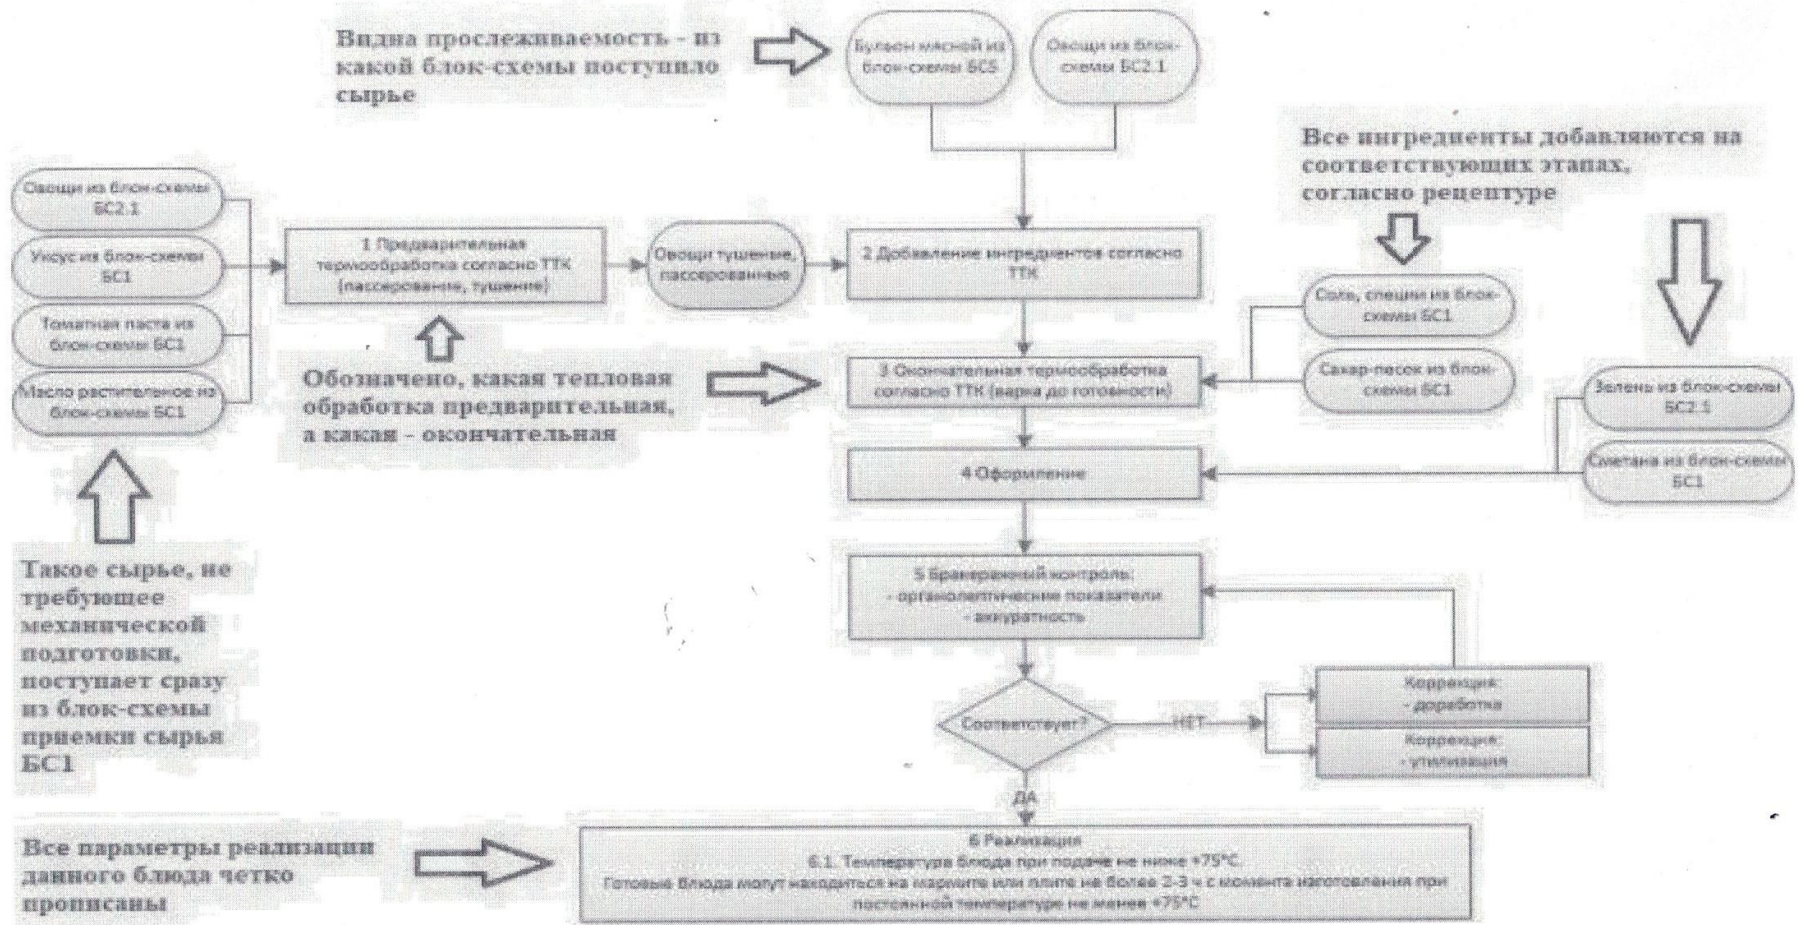 Видна прослеживаемость - из
какой блок-схемы поступило
сырье
Бульон мясной из
блок-схемы БС5
Овощи из блок-
схемы БС2.1
Все ингредиенты добавляются на
соответствующих этапах,
согласно рецептуре
Овощи из блок-схемы
БС2.1
Уксус из блок-схемы
БС1
Томатная паста из
блок-схемы БС1
Масло растительное из
блок-схемы БС1
1 Предварительная
термообработка согласно ТТК
(пассерование, тушение)
Овощи тушеные,
пассерованные
2 Добавление ингредиентов согласно
ТТК
Соль, специи из блок-
схемы БС1
Сахар-песок из блок-
схемы БС1
Обозначено, какая тепловая
обработка предварительная,
а какая - окончательная
3 Окончательная термообработка
согласно ТТК (варка до готовности)
Зелень из блок-схемы
БС2.1
Сметана из блок-схемы
БС1
4 Оформление
Такое сырье, не
требующее
механической
подготовки,
поступает сразу
из блок-схемы
приемки сырья
БС1
5 Бракеражный контроль:
- органолептические показатели
- аккуратность
Соответствует?
НЕТ
Коррекция:
- доработка
Коррекция:
- утилизация
ДА
Все параметры реализации
данного блюда четко
прописаны
6 Реализация
6.1. Температура блюда при подаче не ниже +75°С.
Готовые блюда могут находиться на мармите или плите не более 2-3 ч с момента изготовления при
постоянной температуре не менее +75°С